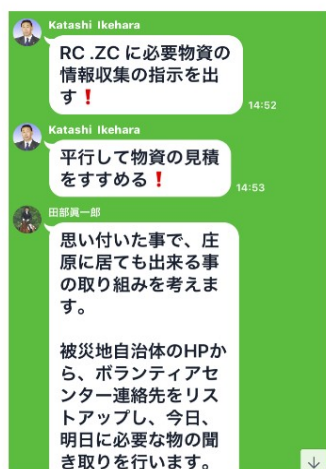 Katashi Ikehara
RC .ZC に必要物資の
情報収集の指示を出
す❗
14:52
Katashi Ikehara
平行して物資の見積
をすすめる❗
14:53
田部眞一郎
思い付いた事で、庄
原に居ても出来る事
の取り組みを考えま
す。
被災地自治体のHPか
ら、ボランティアセ
ンター連絡先をリス
トアップし、今日、
明日に必要な物の聞
き取りを行います。